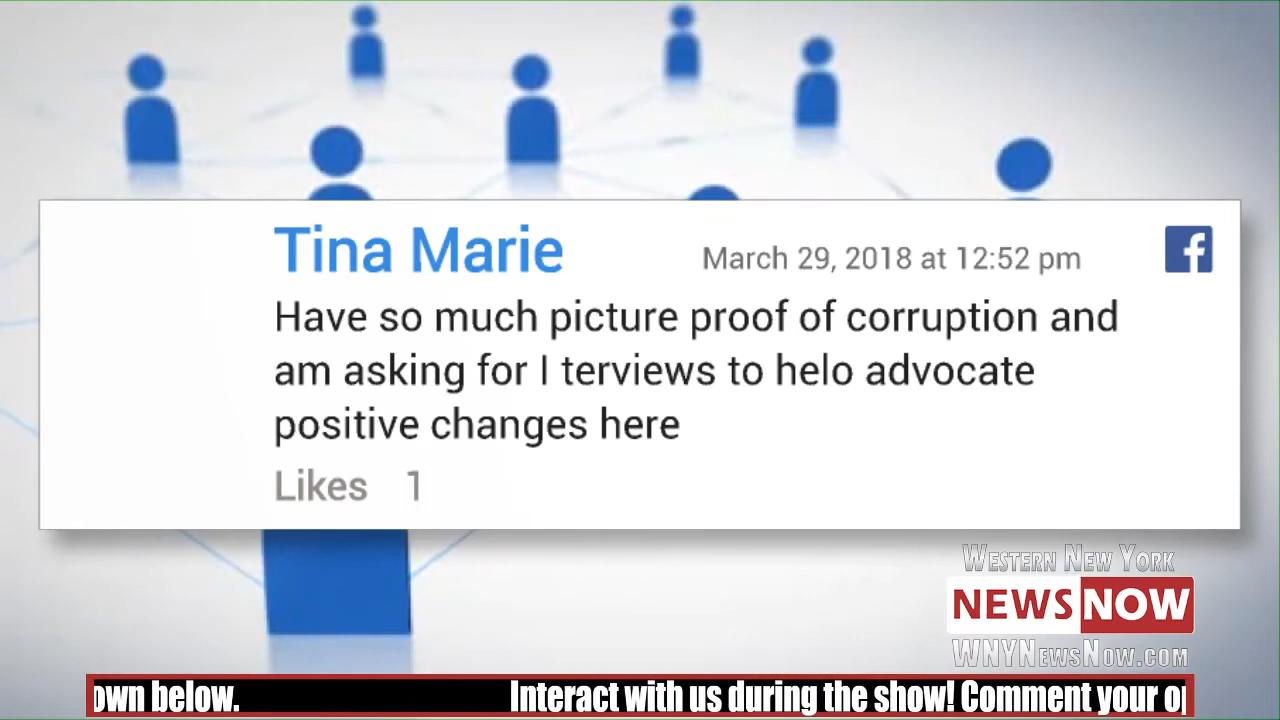 Tina Marie
March 29, 2018 at 12:52 pm
Have so much picture proof of corruption and
am asking for I terviews to helo advocate
positive changes here
Likes 1
WESTERN NEW YORK
NEWS NOW
WNYNEWSNOW.COM
own below. Interact with us during the show! Comment your op